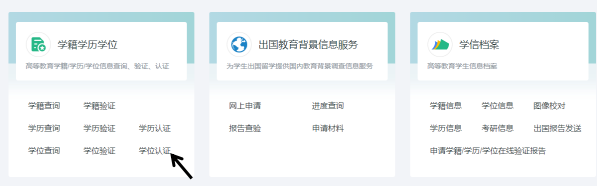 学籍学历学位
高等教育学籍/学历/学位信息查询、验证、认证
学籍查询 学籍验证
学历查询 学历验证 学历认证
学位查询 学位验证 学位认证
出国教育背景信息服务
为学生出国留学提供国内教育背景调查信息服务
网上申请 进度查询
报告查验 申请材料
学信档案
高等教育学生信息档案
学籍信息 学位信息 图像校对
学历信息 考研信息 出国报告发送
申请学籍/学历/学位在线验证报告